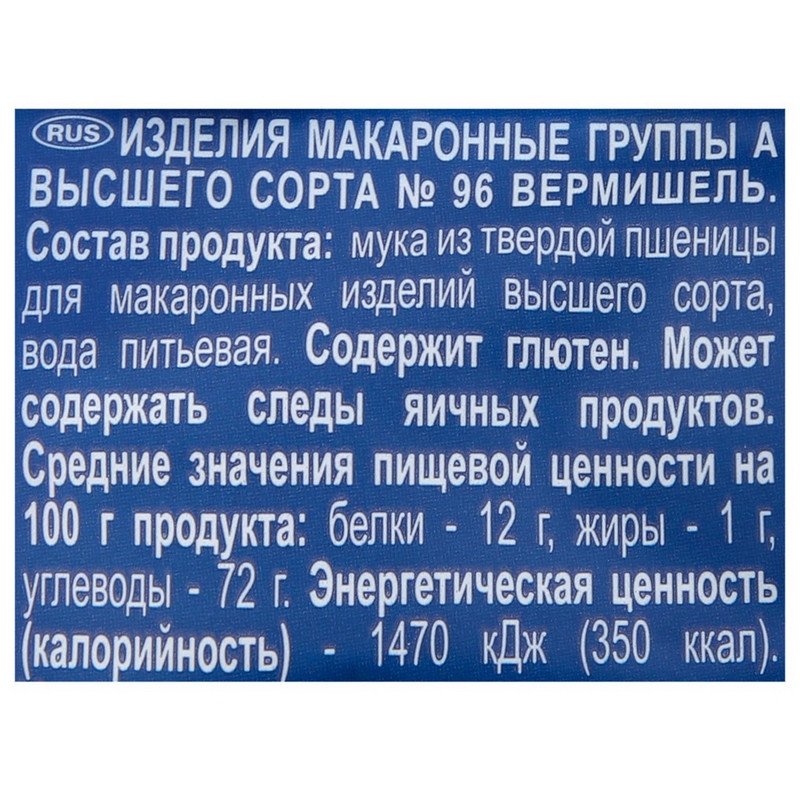 RUS ИЗДЕЛИЯ МАКАРОННЫЕ ГРУППЫ А
ВЫСШЕГО СОРТА № 96 ВЕРМИШЕЛЬ.
Состав продукта: мука из твердой пшеницы
для макаронных изделий высшего сорта,
вода питьевая. Содержит глютен. Может
содержать следы яичных продуктов.
Средние значения пищевой ценности на
100 г продукта: белки - 12 г, жиры - 1 г,
углеводы - 72 г. Энергетическая ценность
(калорийность) - 1470 кДж (350 ккал).